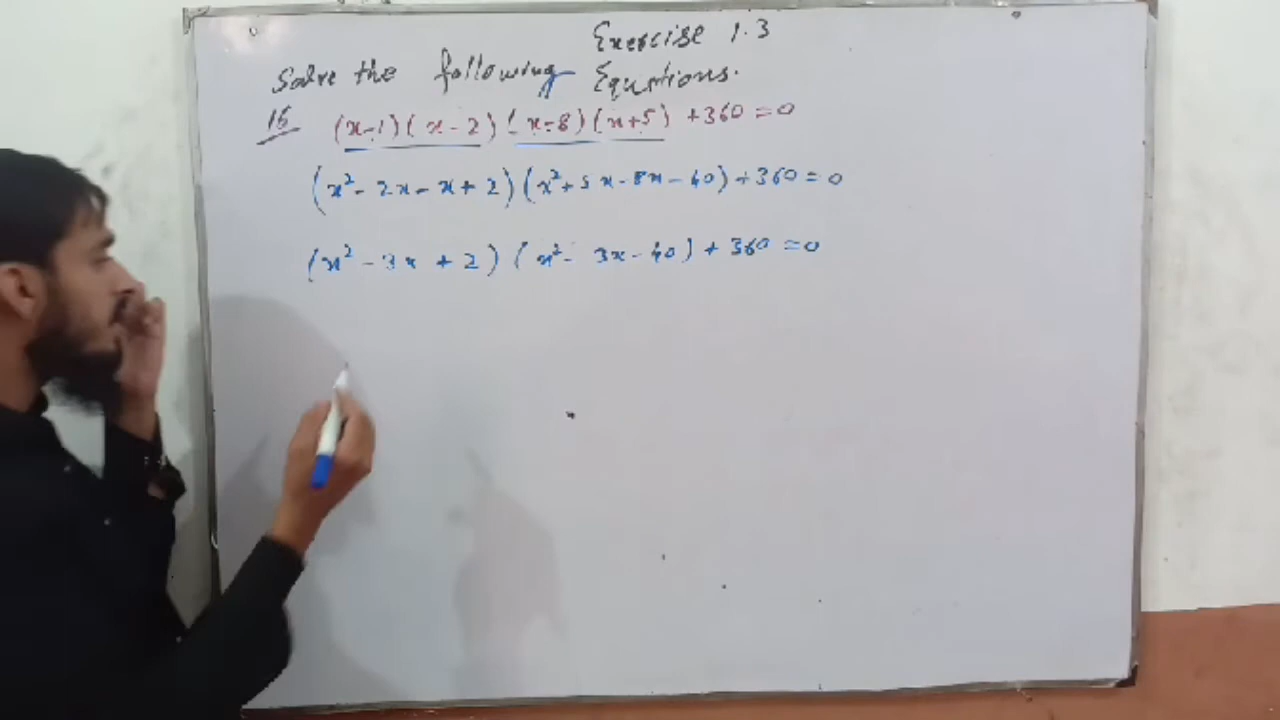 Exercise 1.3
Solve the following Equations.
16 (x-1)(x-2)(x-8)(x+5)+360=0
(x²-2x-x+2)(x²+5x-8x-40)+360=0
(x²-3x+2)(x²-3x-40)+360=0